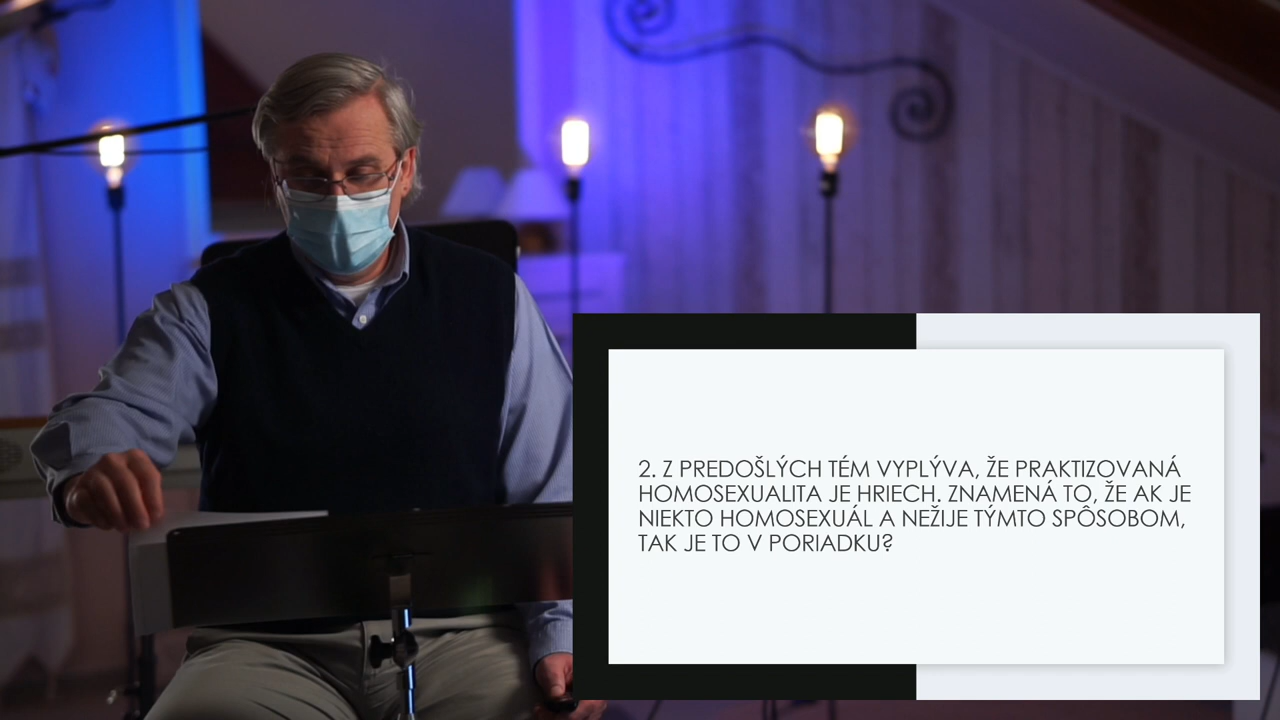 2. Z PREDOŠLÝCH TÉM VYPLÝVA, ŽE PRAKTIZOVANÁ
HOMOSEXUALITA JE HRIECH. ZNAMENÁ TO, ŽE AK JE
NIEKTO HOMOSEXUÁL A NEŽIJE TÝMTO SPÔSOBOM,
TAK JE TO V PORIADKU?